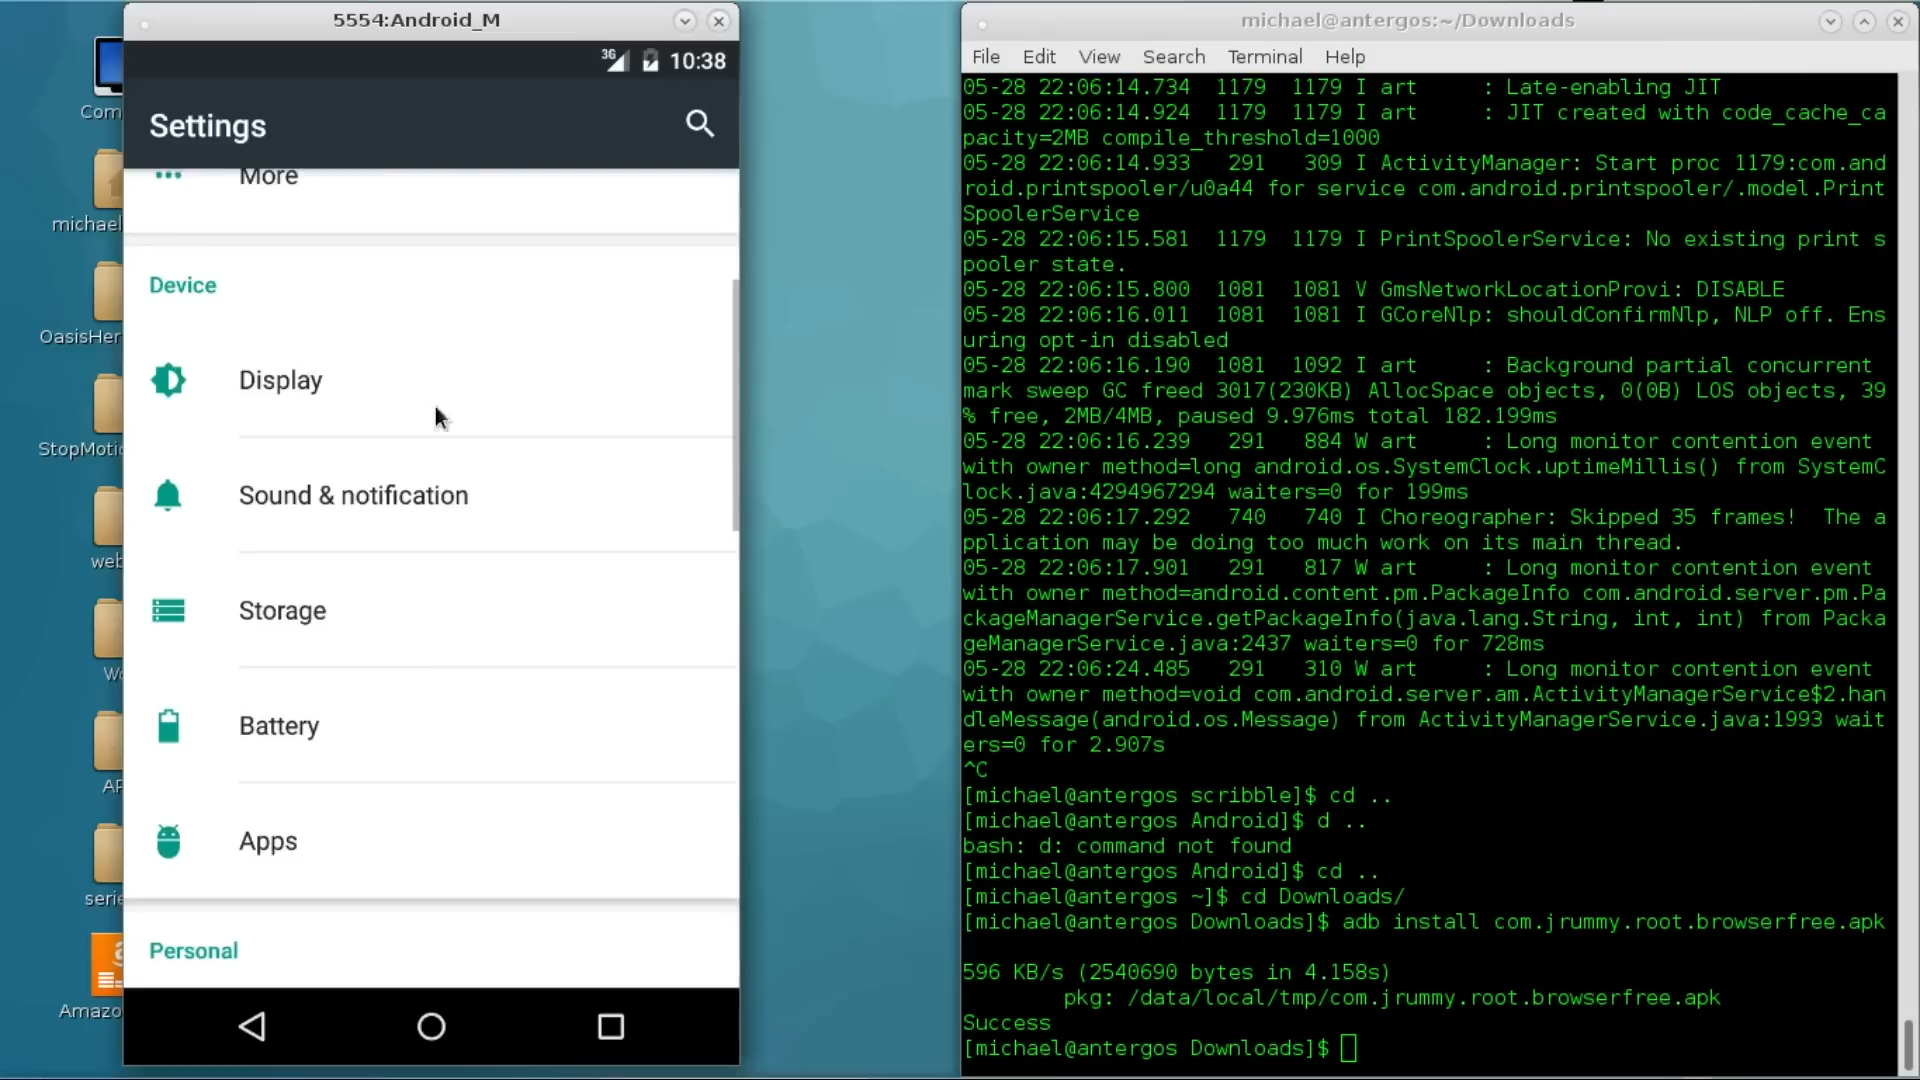 5554:Android_M
3G 10:38
Settings
More
Device
Display
Sound & notification
Storage
Battery
Apps
Personal
Com
michael
OasisHer
StopMotio
web
AP
serie
Amazo
michael@antergos:~/Downloads
File Edit View Search Terminal Help
05-28 22:06:14.734  1179  1179 I art     : Late-enabling JIT
05-28 22:06:14.924  1179  1179 I art     : JIT created with code_cache_ca
pacity=2MB compile_threshold=1000
05-28 22:06:14.933   291   309 I ActivityManager: Start proc 1179:com.and
roid.printspooler/u0a44 for service com.android.printspooler/.model.Print
SpoolerService
05-28 22:06:15.581  1179  1179 I PrintSpoolerService: No existing print s
pooler state.
05-28 22:06:15.800  1081  1081 V GmsNetworkLocationProvi: DISABLE
05-28 22:06:16.011  1081  1081 I GCoreNlp: shouldConfirmNlp, NLP off. Ens
uring opt-in disabled
05-28 22:06:16.190  1081  1092 I art     : Background partial concurrent
mark sweep GC freed 3017(230KB) AllocSpace objects, 0(0B) LOS objects, 39
% free, 2MB/4MB, paused 9.976ms total 182.199ms
05-28 22:06:16.239   291   884 W art     : Long monitor contention event
with owner method=long android.os.SystemClock.uptimeMillis() from SystemC
lock.java:4294967294 waiters=0 for 199ms
05-28 22:06:17.292   740   740 I Choreographer: Skipped 35 frames!  The a
pplication may be doing too much work on its main thread.
05-28 22:06:17.901   291   817 W art     : Long monitor contention event
with owner method=android.content.pm.PackageInfo com.android.server.pm.Pa
ckageManagerService.getPackageInfo(java.lang.String, int, int) from Packa
geManagerService.java:2437 waiters=0 for 728ms
05-28 22:06:24.485   291   310 W art     : Long monitor contention event
with owner method=void com.android.server.am.ActivityManagerService$2.han
dleMessage(android.os.Message) from ActivityManagerService.java:1993 wait
ers=0 for 2.907s
^C
[michael@antergos scribble]$ cd ..
[michael@antergos Android]$ d ..
bash: d: command not found
[michael@antergos Android]$ cd ..
[michael@antergos ~]$ cd Downloads/
[michael@antergos Downloads]$ adb install com.jrummy.root.browserfree.apk
596 KB/s (2540690 bytes in 4.158s)
        pkg: /data/local/tmp/com.jrummy.root.browserfree.apk
Success
[michael@antergos Downloads]$